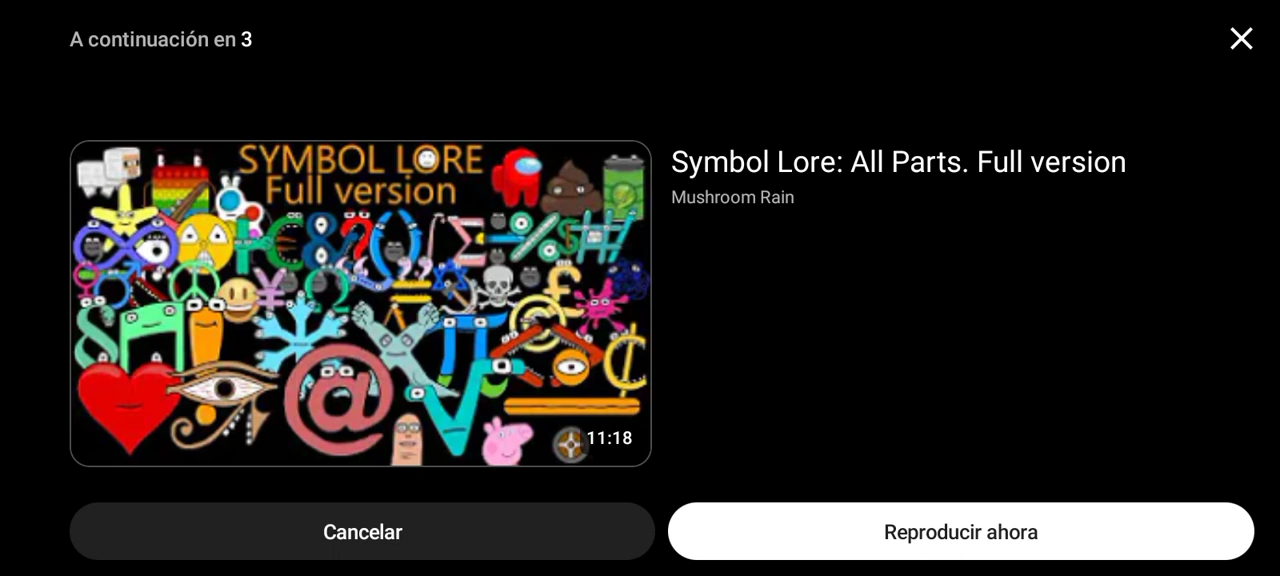 A continuación en 3
SYMBOL LORE
Full version
11:18
Symbol Lore: All Parts. Full version
Mushroom Rain
Cancelar
Reproducir ahora